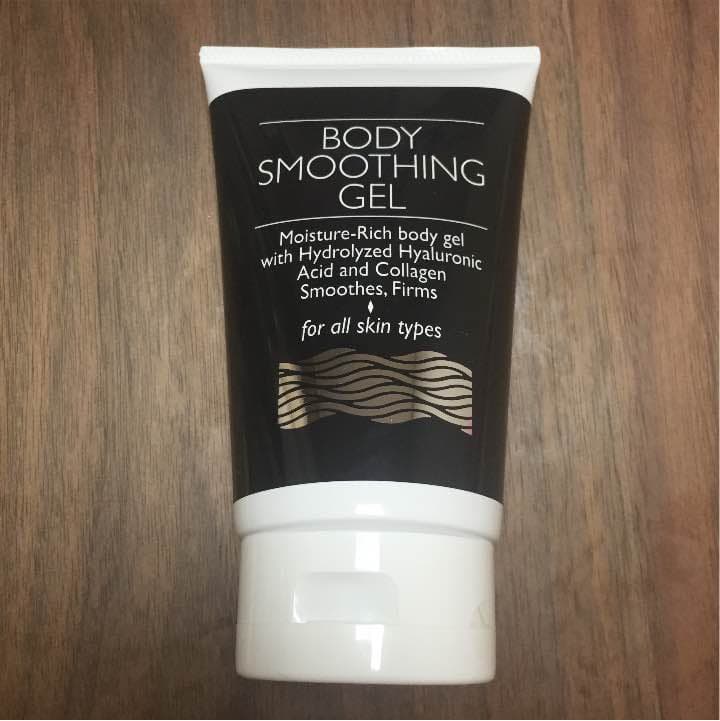 BODY
SMOOTHING
GEL
Moisture-Rich body gel
with Hydrolyzed Hyaluronic
Acid and Collagen
Smoothes, Firms
for all skin types